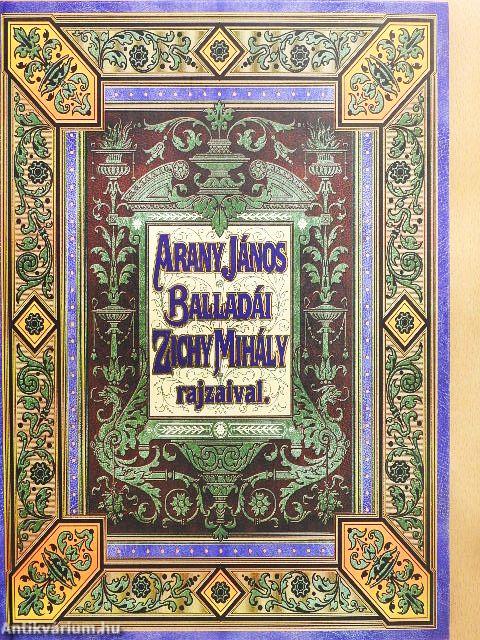 ARANY JÁNOS
BALLADÁI
ZICHY MIHÁLY
rajzaival.
Antikvarium.hu